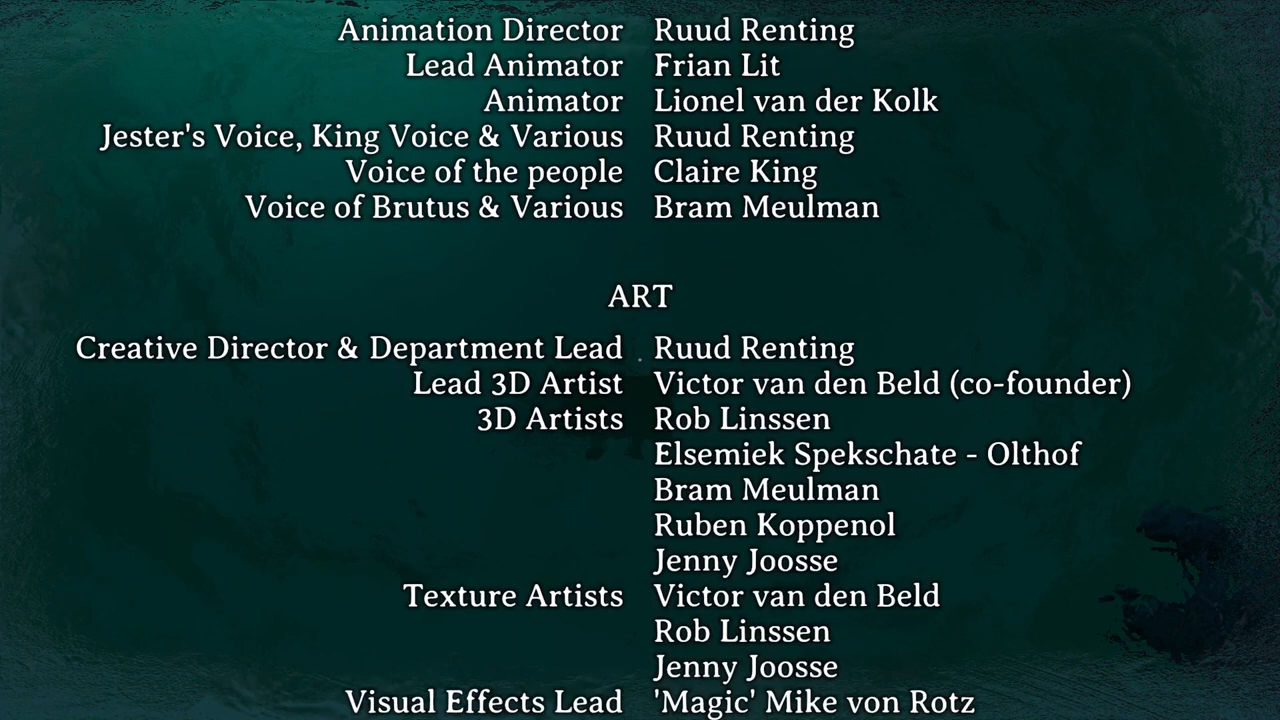 Animation Director Ruud Renting
Lead Animator Frian Lit
Animator Lionel van der Kolk
Jester's Voice, King Voice & Various Ruud Renting
Voice of the people Claire King
Voice of Brutus & Various Bram Meulman
ART
Creative Director & Department Lead Ruud Renting
Lead 3D Artist Victor van den Beld (co-founder)
3D Artists Rob Linssen
Elsemiek Spekschate - Olthof
Bram Meulman
Ruben Koppenol
Jenny Joosse
Texture Artists Victor van den Beld
Rob Linssen
Jenny Joosse
Visual Effects Lead 'Magic' Mike von Rotz